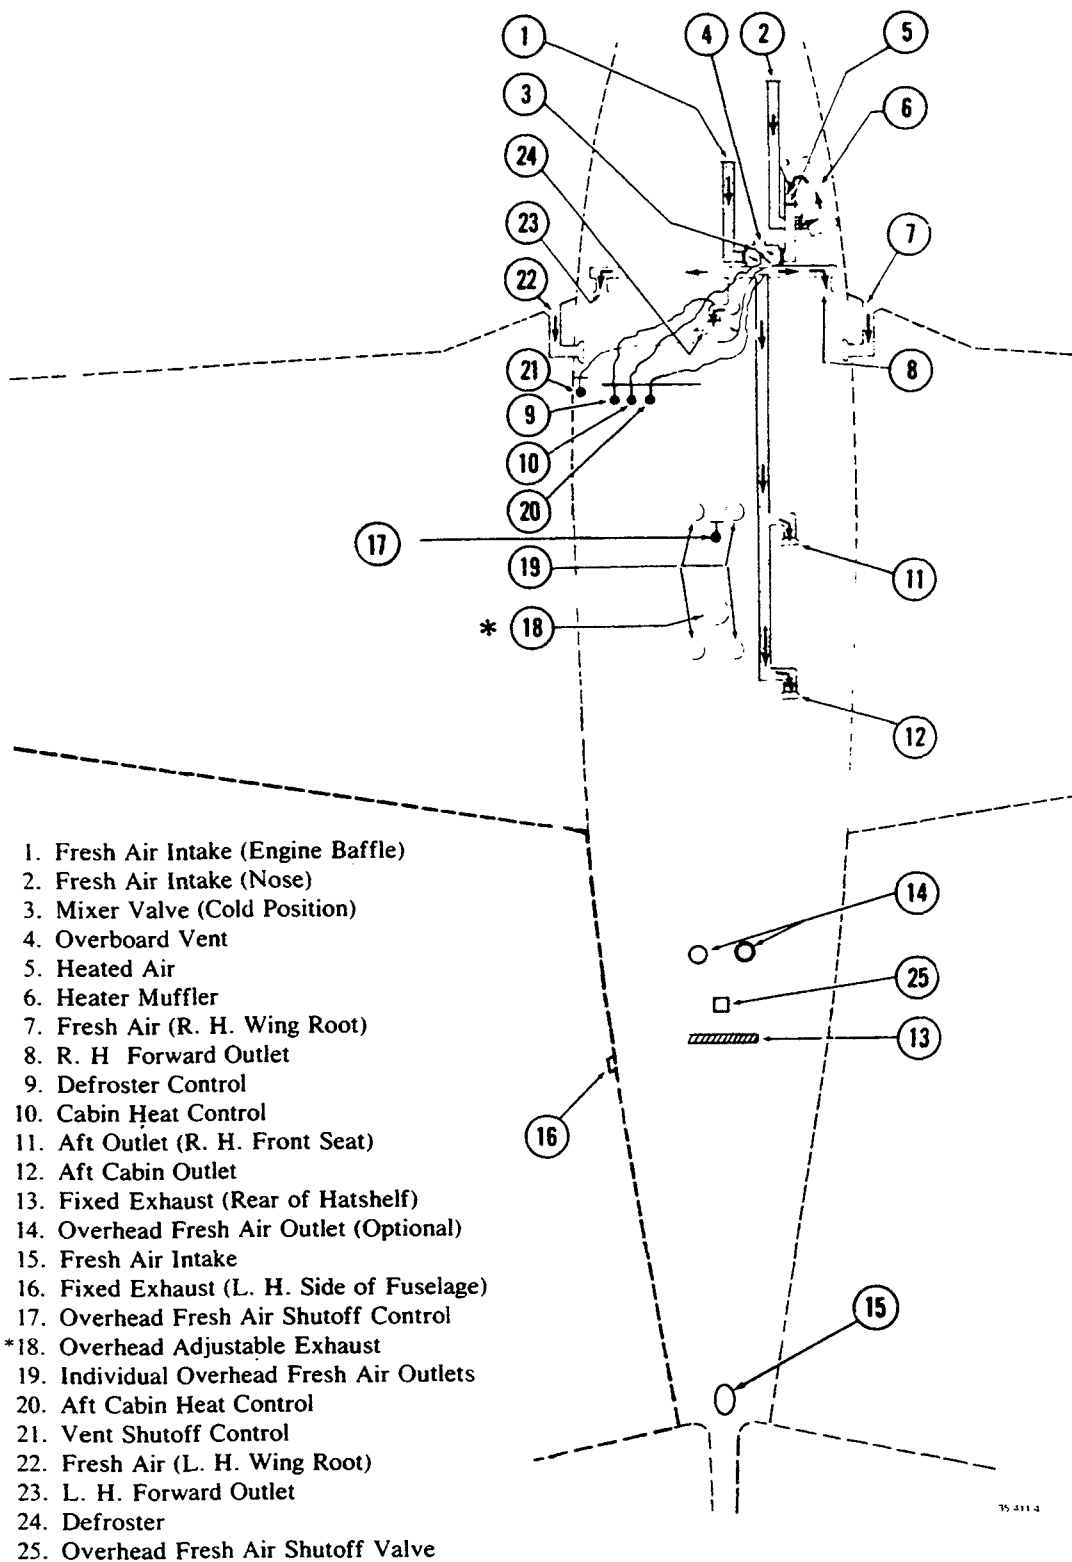 1
4
2
5
3
6
24
23
7
22
21
8
9
10
20
17
19
11
* 18
12
14
25
13
16
15
1. Fresh Air Intake (Engine Baffle)
2. Fresh Air Intake (Nose)
3. Mixer Valve (Cold Position)
4. Overboard Vent
5. Heated Air
6. Heater Muffler
7. Fresh Air (R. H. Wing Root)
8. R. H Forward Outlet
9. Defroster Control
10. Cabin Heat Control
11. Aft Outlet (R. H. Front Seat)
12. Aft Cabin Outlet
13. Fixed Exhaust (Rear of Hatshelf)
14. Overhead Fresh Air Outlet (Optional)
15. Fresh Air Intake
16. Fixed Exhaust (L. H. Side of Fuselage)
17. Overhead Fresh Air Shutoff Control
*18. Overhead Adjustable Exhaust
19. Individual Overhead Fresh Air Outlets
20. Aft Cabin Heat Control
21. Vent Shutoff Control
22. Fresh Air (L. H. Wing Root)
23. L. H. Forward Outlet
24. Defroster
25. Overhead Fresh Air Shutoff Valve